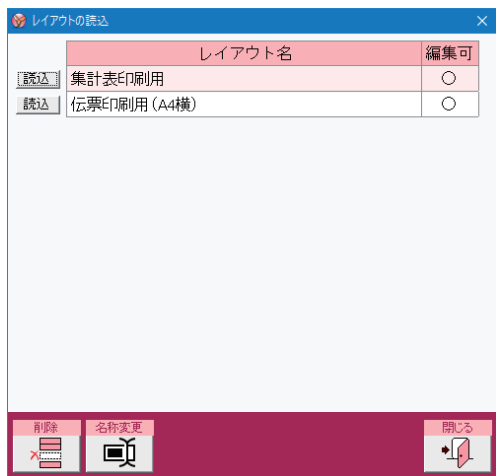 レイアウトの読込
レイアウト名 編集可
読込 集計表印刷用 ○
読込 伝票印刷用（A4横） ○
削除 名称変更 閉じる